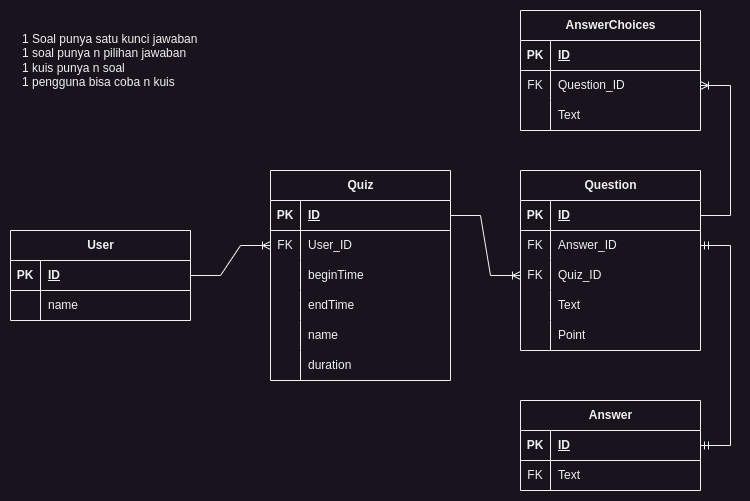 1 Soal punya satu kunci jawaban
1 soal punya n pilihan jawaban
1 kuis punya n soal
1 pengguna bisa coba n kuis
AnswerChoices
PK ID
FK Question_ID
Text
User
PK ID
name
Quiz
PK ID
FK User_ID
beginTime
endTime
name
duration
Question
PK ID
FK Answer_ID
FK Quiz_ID
Text
Point
Answer
PK ID
FK Text